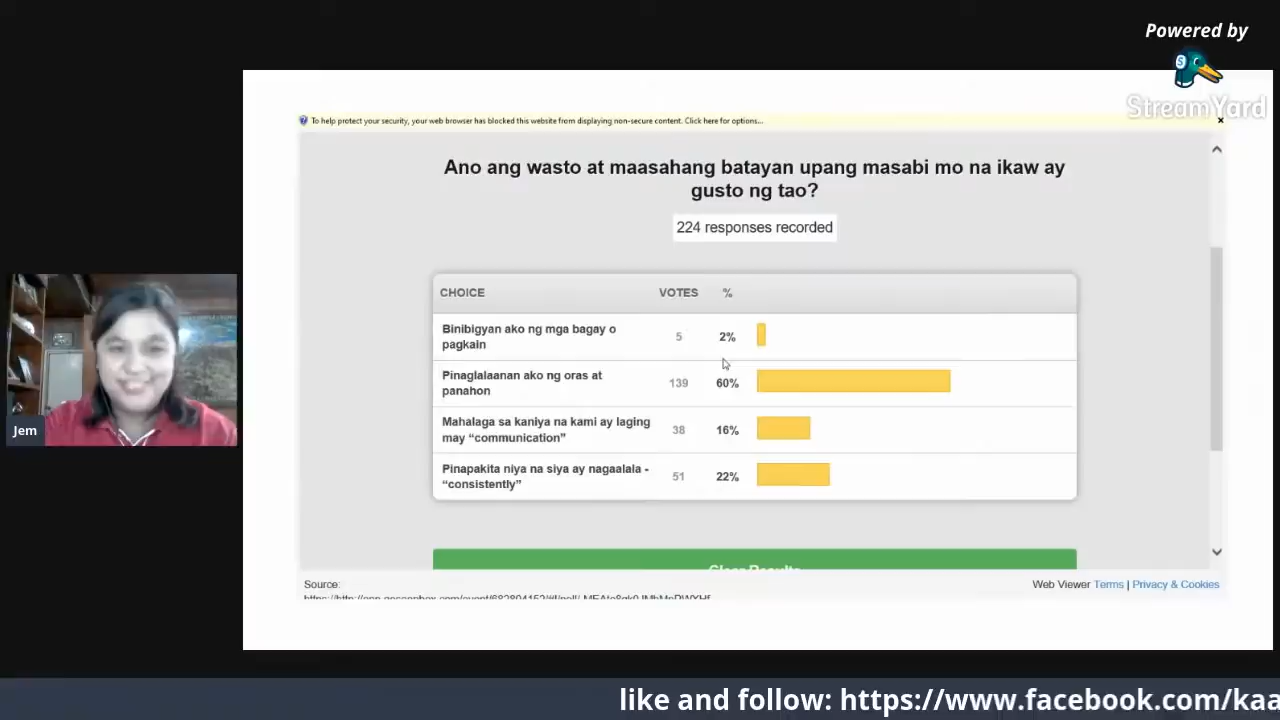 Powered by
StreamYard
To help protect your security, your web browser has blocked this website from displaying non-secure content. Click here for options...
Ano ang wasto at maasahang batayan upang masabi mo na ikaw ay
gusto ng tao?
224 responses recorded
CHOICE VOTES %
Binibigyan ako ng mga bagay o
pagkain
5 2%
Pinaglalaanan ako ng oras at
panahon
139 60%
Mahalaga sa kaniya na kami ay laging
may “communication”
38 16%
Pinapakita niya na siya ay nagaalala -
“consistently”
51 22%
Clear Results
Source:
Web Viewer Terms | Privacy & Cookies
Jem
like and follow: https://www.facebook.com/kaa